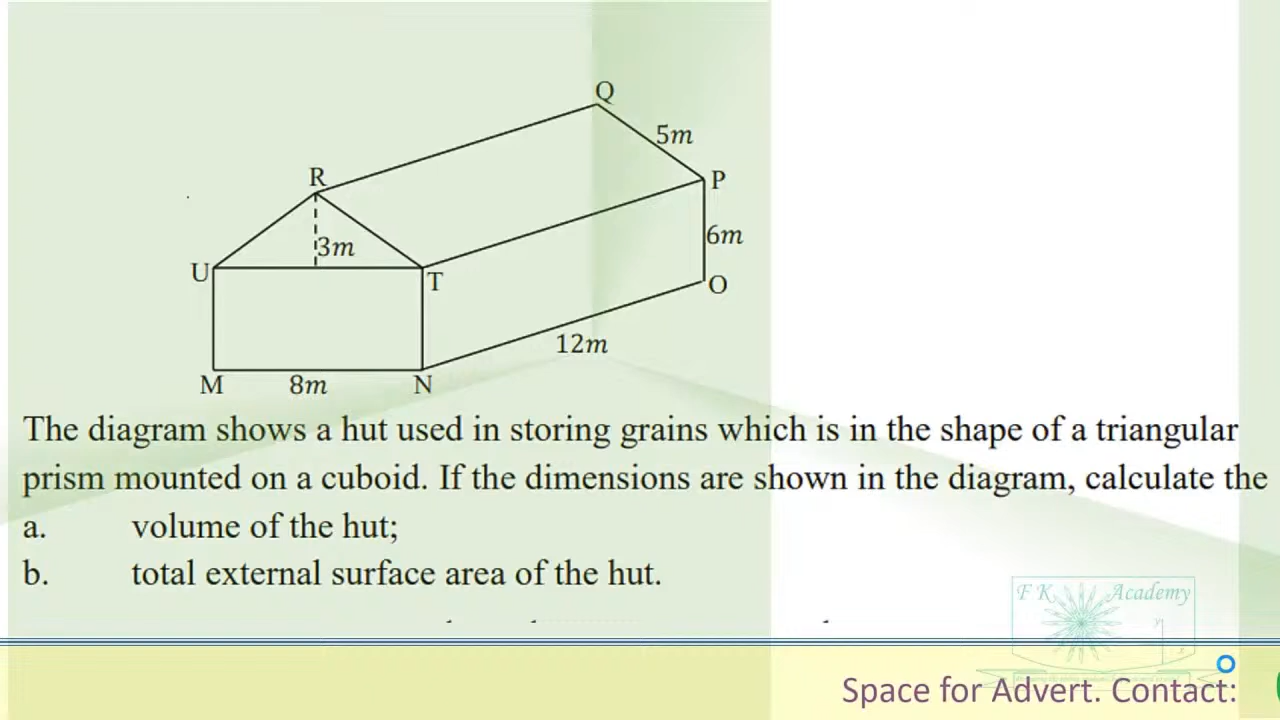 Q
5m
R
P
3m
6m
U
T
O
12m
M 8m N
The diagram shows a hut used in storing grains which is in the shape of a triangular
prism mounted on a cuboid. If the dimensions are shown in the diagram, calculate the
a. volume of the hut;
b. total external surface area of the hut.
F K Academy
y
x
Space for Advert. Contact: